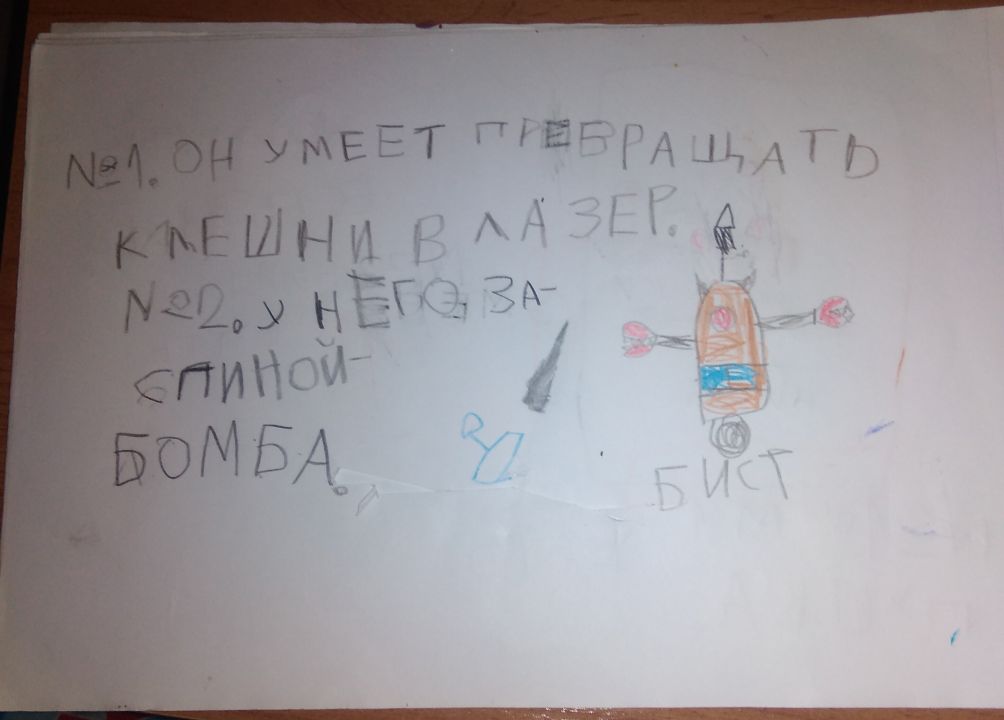 №1. ОН УМЕЕТ ПРЕВРАЩАТЬ
КЛЕШНИ В ЛАЗЕР.
№2. У НЕГО, ЗА-
СПИНОЙ-
БОМБА.
БИСТ